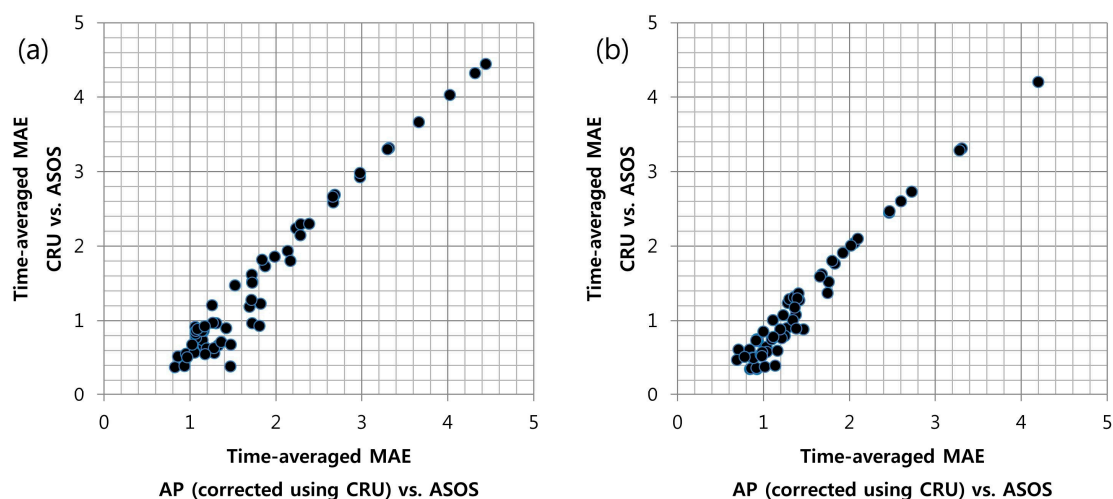 (a)
5
4
3
2
1
0
0 1 2 3 4 5
Time-averaged MAE
CRU vs. ASOS
Time-averaged MAE
AP (corrected using CRU) vs. ASOS
(b)
5
4
3
2
1
0
0 1 2 3 4 5
Time-averaged MAE
CRU vs. ASOS
Time-averaged MAE
AP (corrected using CRU) vs. ASOS